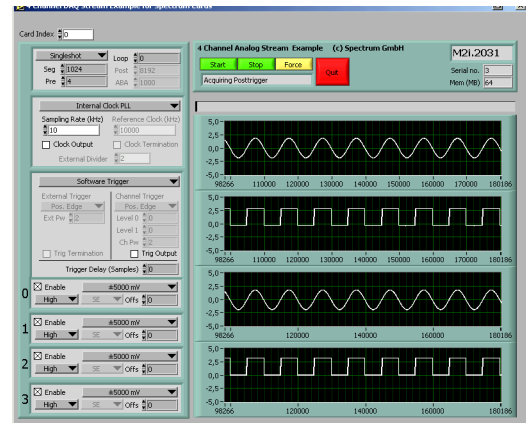 4 Channel DAQ Stream Example for Spectrum Cards
Card Index 0
Singleshot
Loop 0
Seg 1024
Post 8192
Pre 4
ABA 1000
Internal Clock PLL
Sampling Rate (kHz)
Reference Clock (kHz)
10
10000
Clock Output
Clock Termination
External Divider 2
Software Trigger
External Trigger
Channel Trigger
Pos. Edge
Pos. Edge
Ext Pw 2
Level 0 0
Level 1 0
Ch Pw 2
Trig Termination
Trig Output
Trigger Delay (Samples) 0
0 Enable ±5000 mV
High SE Offs 0
1 Enable ±5000 mV
High SE Offs 0
2 Enable ±5000 mV
High SE Offs 0
3 Enable ±5000 mV
High SE Offs 0
4 Channel Analog Stream Example (c) Spectrum GmbH
Start Stop Force
Quit
Acquiring Posttrigger
M2i.2031
Serial no. 3
Mem (MB) 64
5,0
2,5
0,0
-2,5
-5,0
98266 110000 120000 130000 140000 150000 160000 170000 180186
5,0
2,5
0,0
-2,5
-5,0
98266 110000 120000 130000 140000 150000 160000 170000 180186
5,0
2,5
0,0
-2,5
-5,0
98266 120000 140000 160000 180186
5,0
2,5
0,0
-2,5
-5,0
98266 120000 140000 160000 180186